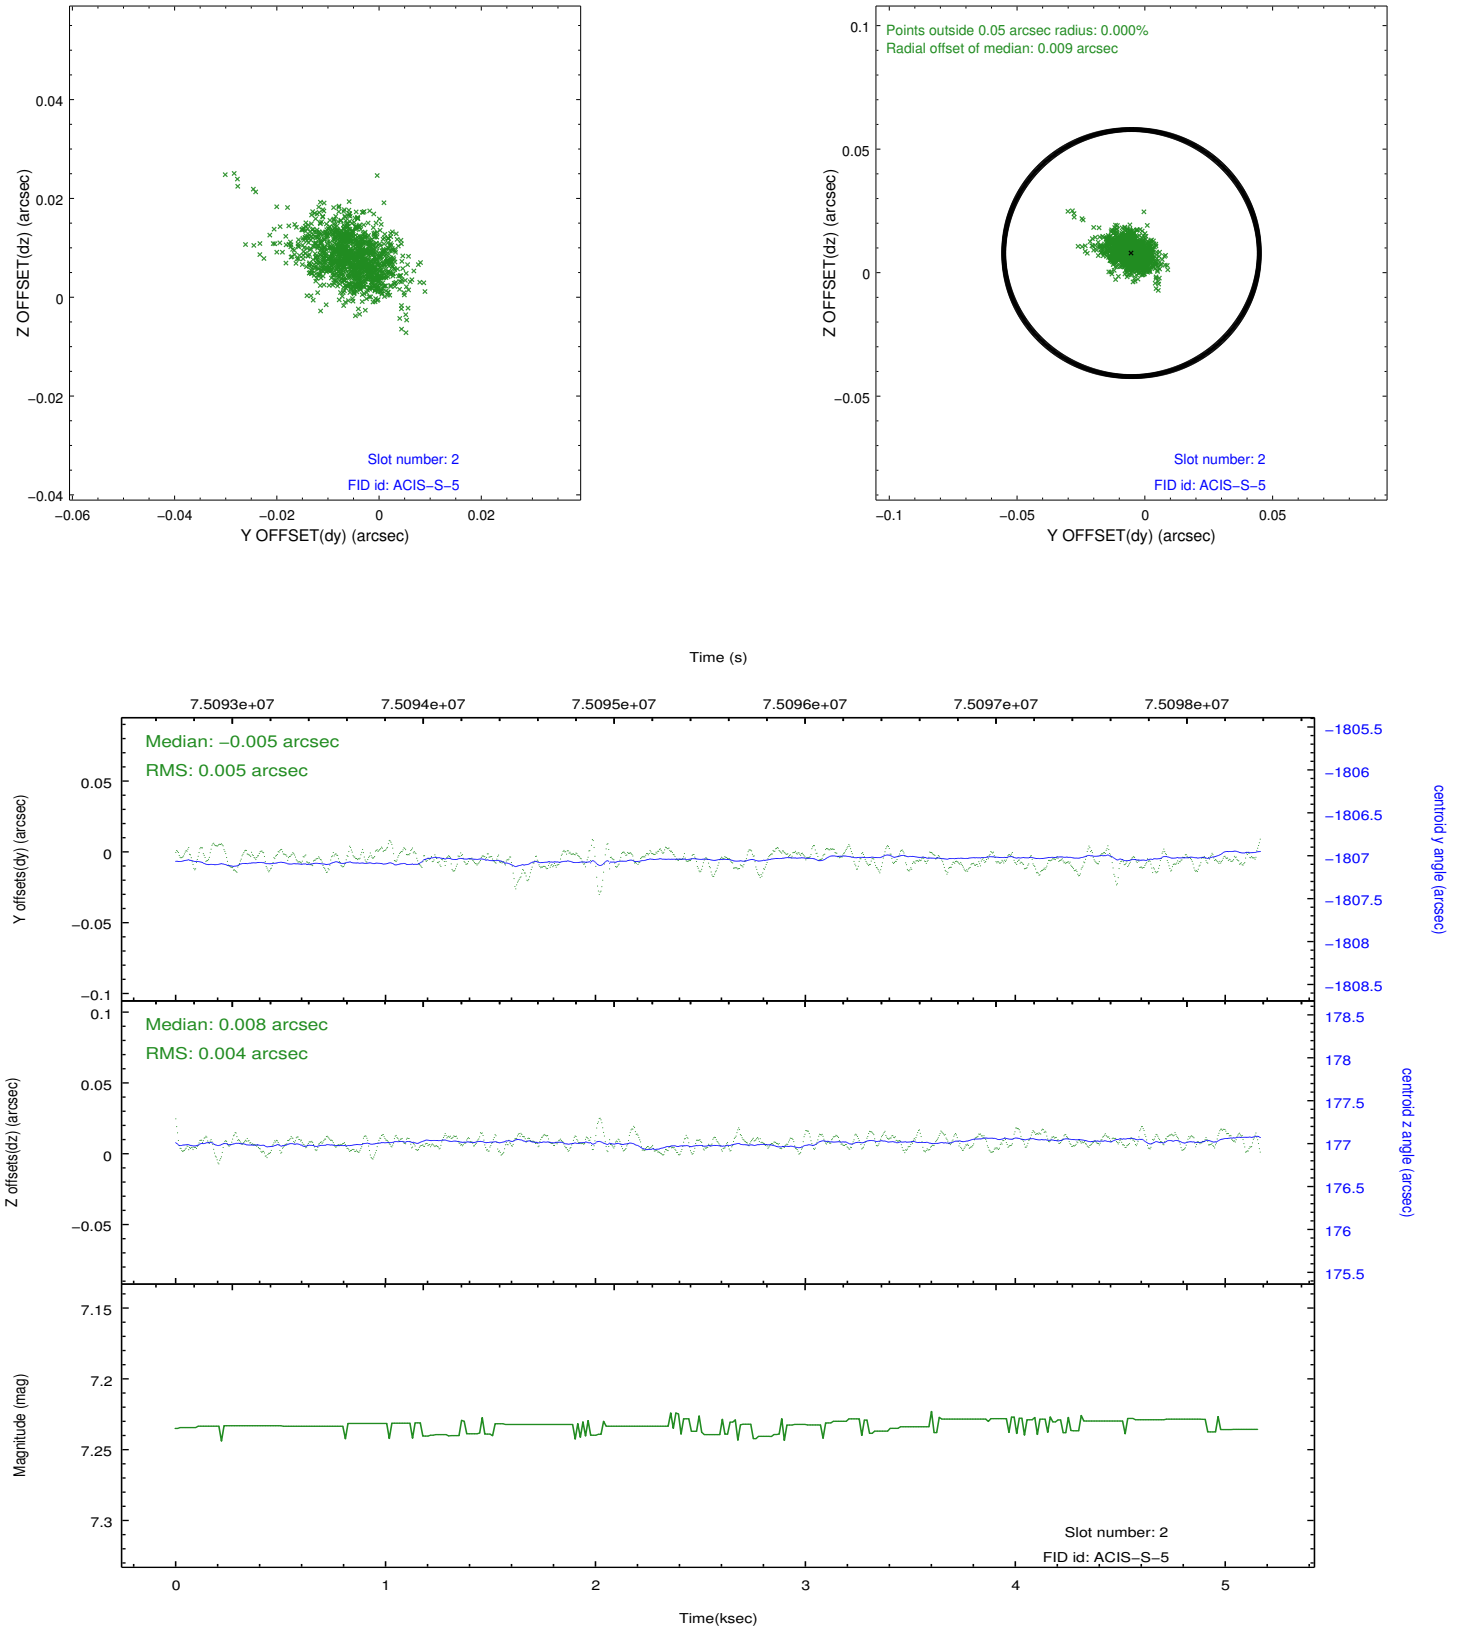 0.04
0.02
0
−0.02
−0.04
Z OFFSET(dz) (arcsec)
Slot number: 2
FID id: ACIS−S−5
−0.06
−0.04
−0.02
0
0.02
Y OFFSET(dy) (arcsec)
Points outside 0.05 arcsec radius: 0.000%
Radial offset of median: 0.009 arcsec
0.1
0.05
0
−0.05
Z OFFSET(dz) (arcsec)
Slot number: 2
FID id: ACIS−S−5
−0.1
−0.05
0
0.05
Y OFFSET(dy) (arcsec)
Time (s)
7.5093e+07
7.5094e+07
7.5095e+07
7.5096e+07
7.5097e+07
7.5098e+07
Median: −0.005 arcsec
RMS: 0.005 arcsec
0.05
0
−0.05
−0.1
Y offsets(dy) (arcsec)
−1805.5
−1806
−1806.5
−1807
−1807.5
−1808
−1808.5
centroid y angle (arcsec)
Median: 0.008 arcsec
RMS: 0.004 arcsec
0.1
0.05
0
−0.05
Z offsets(dz) (arcsec)
178.5
178
177.5
177
176.5
176
175.5
centroid z angle (arcsec)
7.15
7.2
7.25
7.3
Magnitude (mag)
Slot number: 2
FID id: ACIS−S−5
0
1
2
3
4
5
Time(ksec)